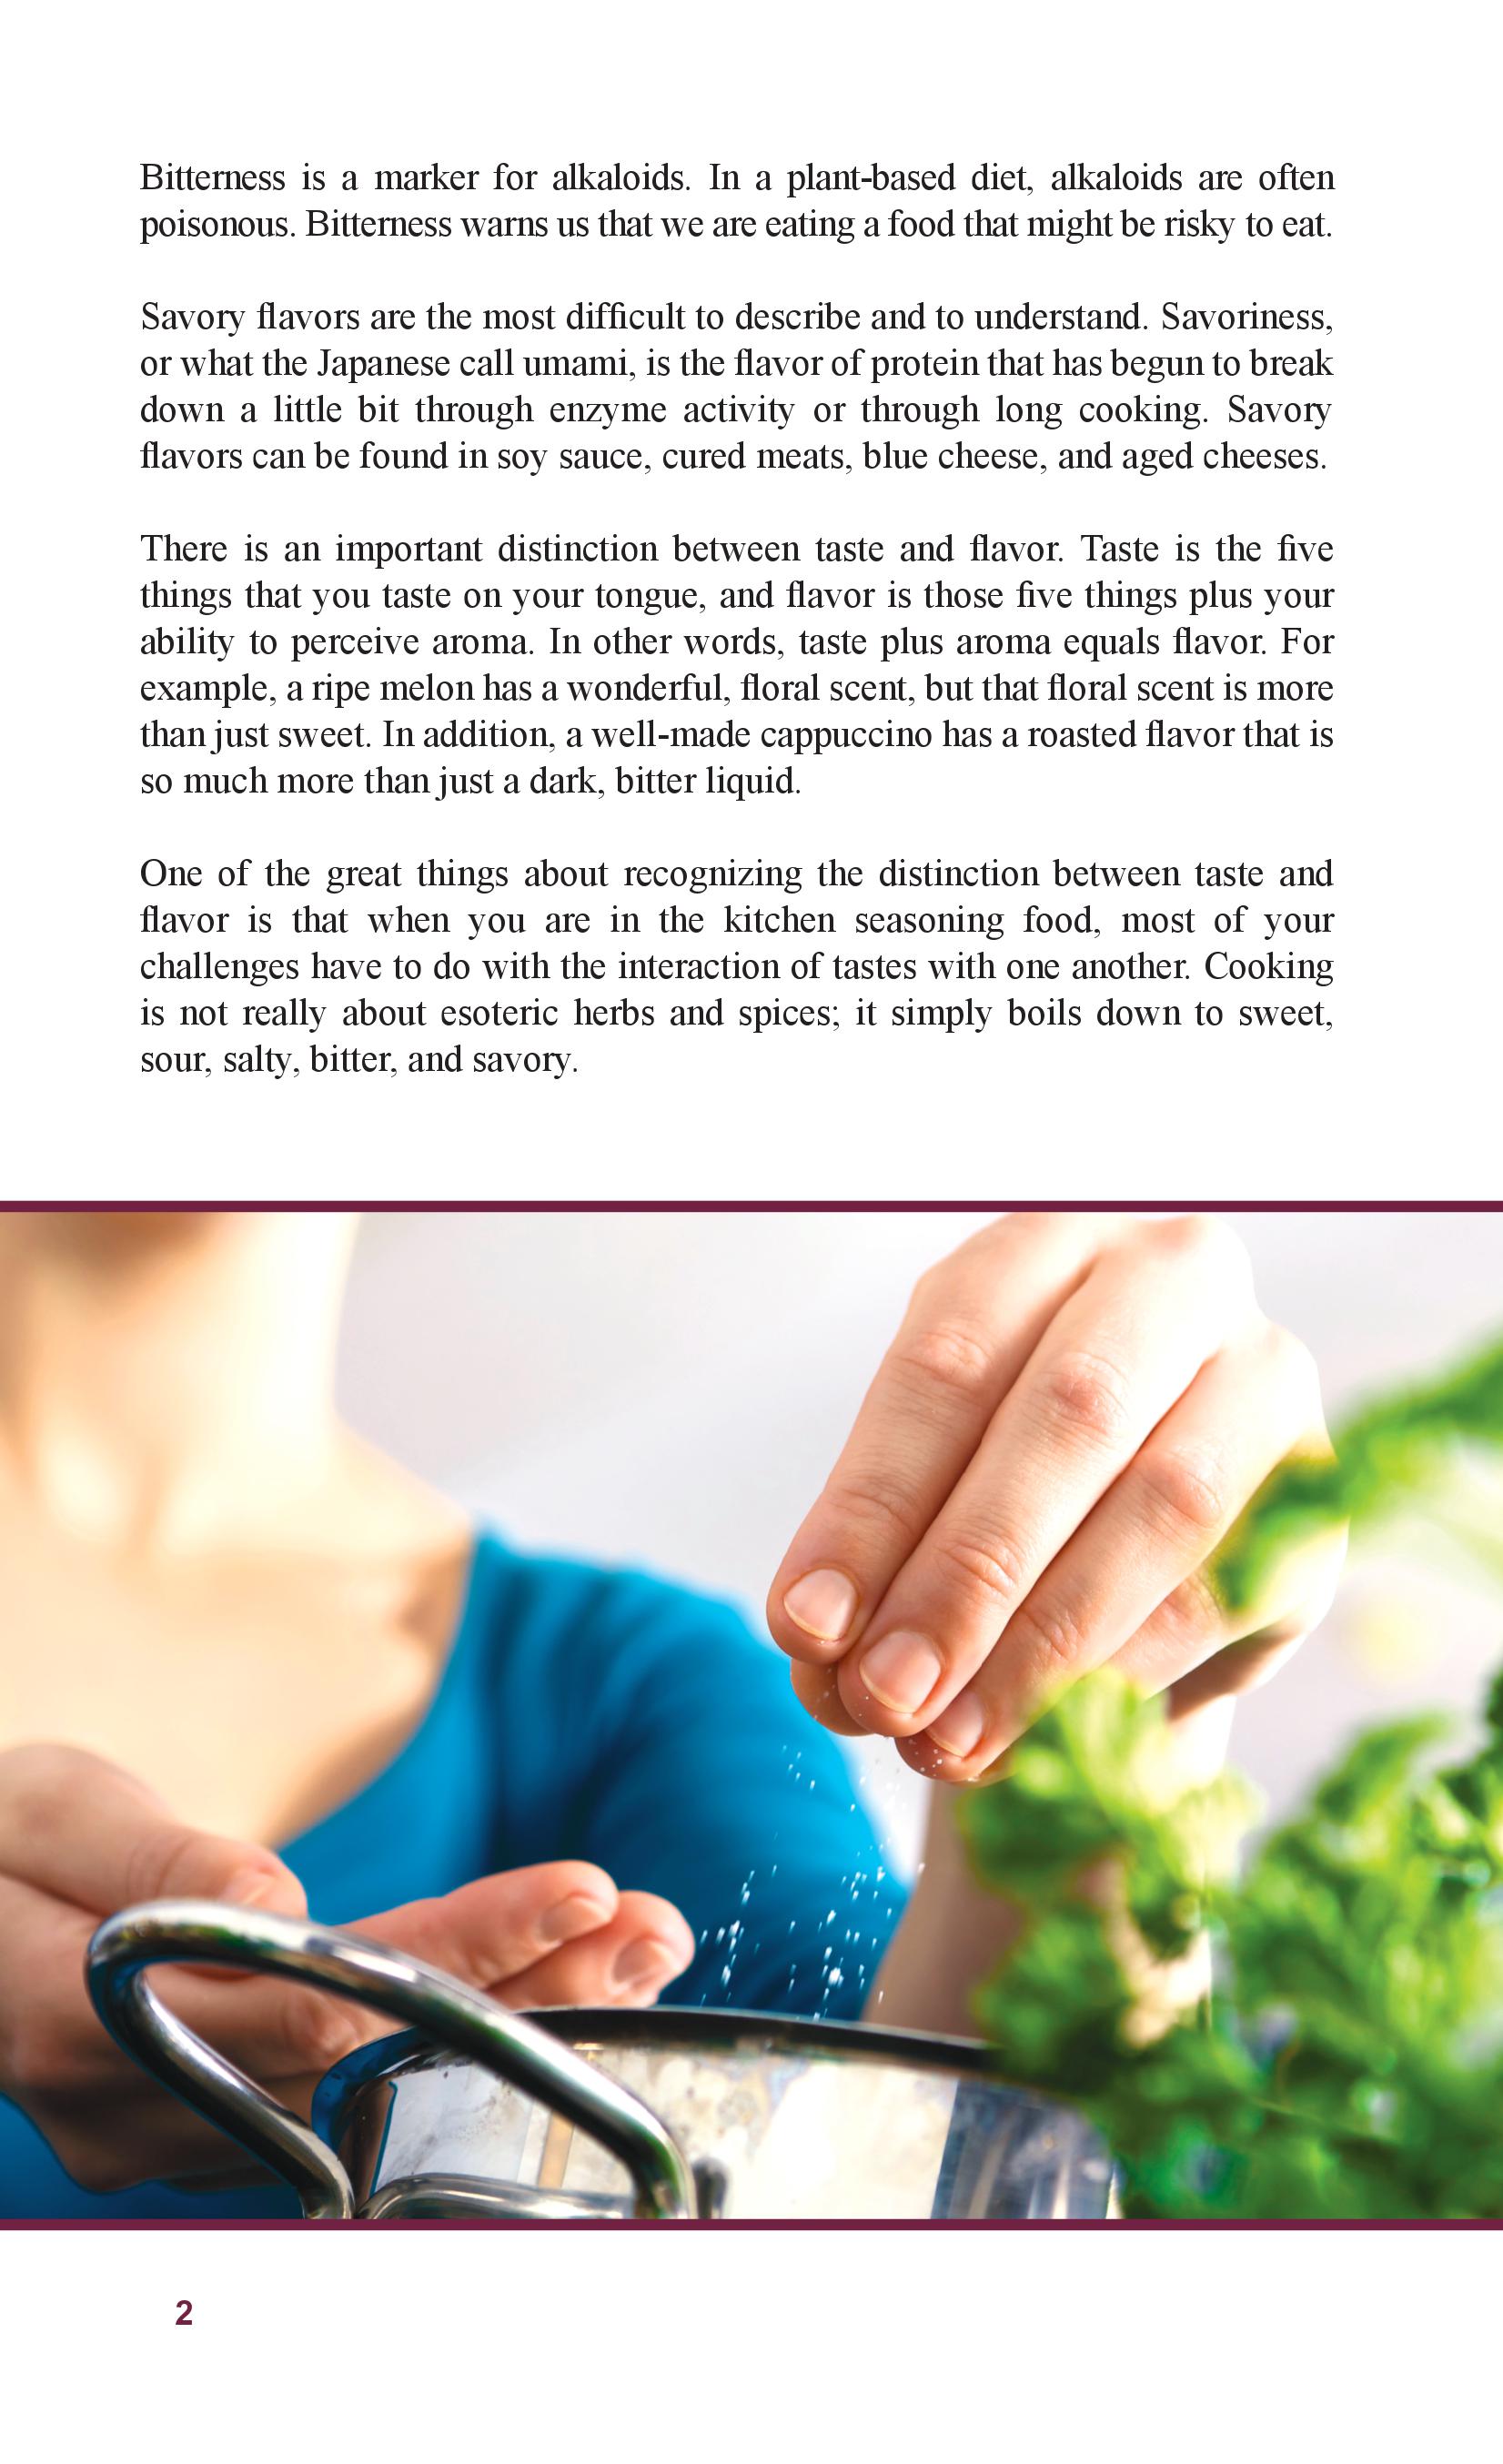 Bitterness is a marker for alkaloids. In a plant-based diet, alkaloids are often
poisonous. Bitterness warns us that we are eating a food that might be risky to eat.
Savory flavors are the most difficult to describe and to understand. Savoriness,
or what the Japanese call umami, is the flavor of protein that has begun to break
down a little bit through enzyme activity or through long cooking. Savory
flavors can be found in soy sauce, cured meats, blue cheese, and aged cheeses.
There is an important distinction between taste and flavor. Taste is the five
things that you taste on your tongue, and flavor is those five things plus your
ability to perceive aroma. In other words, taste plus aroma equals flavor. For
example, a ripe melon has a wonderful, floral scent, but that floral scent is more
than just sweet. In addition, a well-made cappuccino has a roasted flavor that is
so much more than just a dark, bitter liquid.
One of the great things about recognizing the distinction between taste and
flavor is that when you are in the kitchen seasoning food, most of your
challenges have to do with the interaction of tastes with one another. Cooking
is not really about esoteric herbs and spices; it simply boils down to sweet,
sour, salty, bitter, and savory.
2